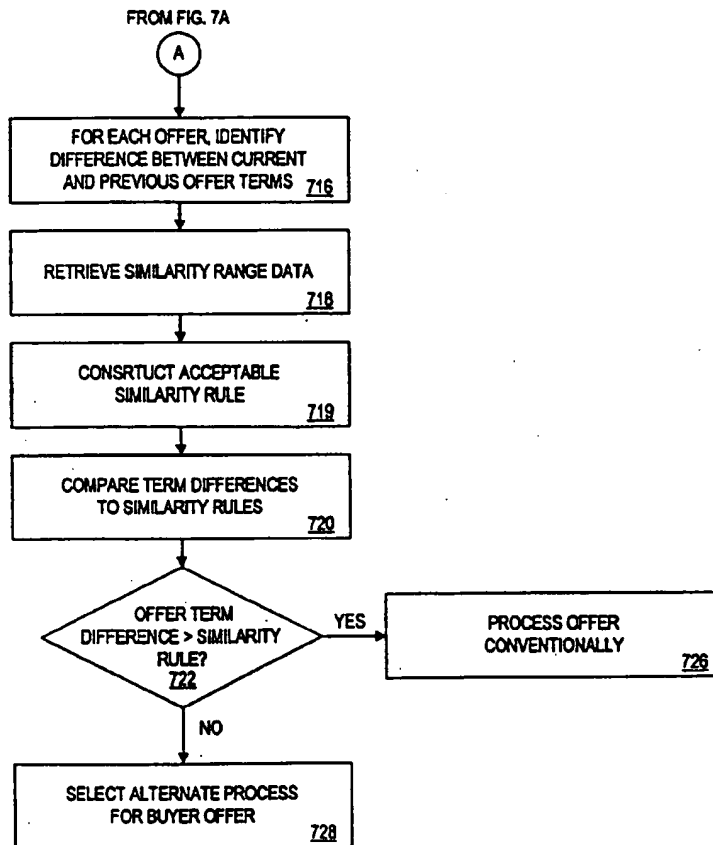 FROM FIG. 7A
A
FOR EACH OFFER, IDENTIFY
DIFFERENCE BETWEEN CURRENT
AND PREVIOUS OFFER TERMS
716
RETRIEVE SIMILARITY RANGE DATA
718
CONSRTUCT ACCEPTABLE
SIMILARITY RULE
719
COMPARE TERM DIFFERENCES
TO SIMILARITY RULES
720
OFFER TERM
DIFFERENCE > SIMILARITY
RULE?
722
YES
PROCESS OFFER
CONVENTIONALLY
726
NO
SELECT ALTERNATE PROCESS
FOR BUYER OFFER
728